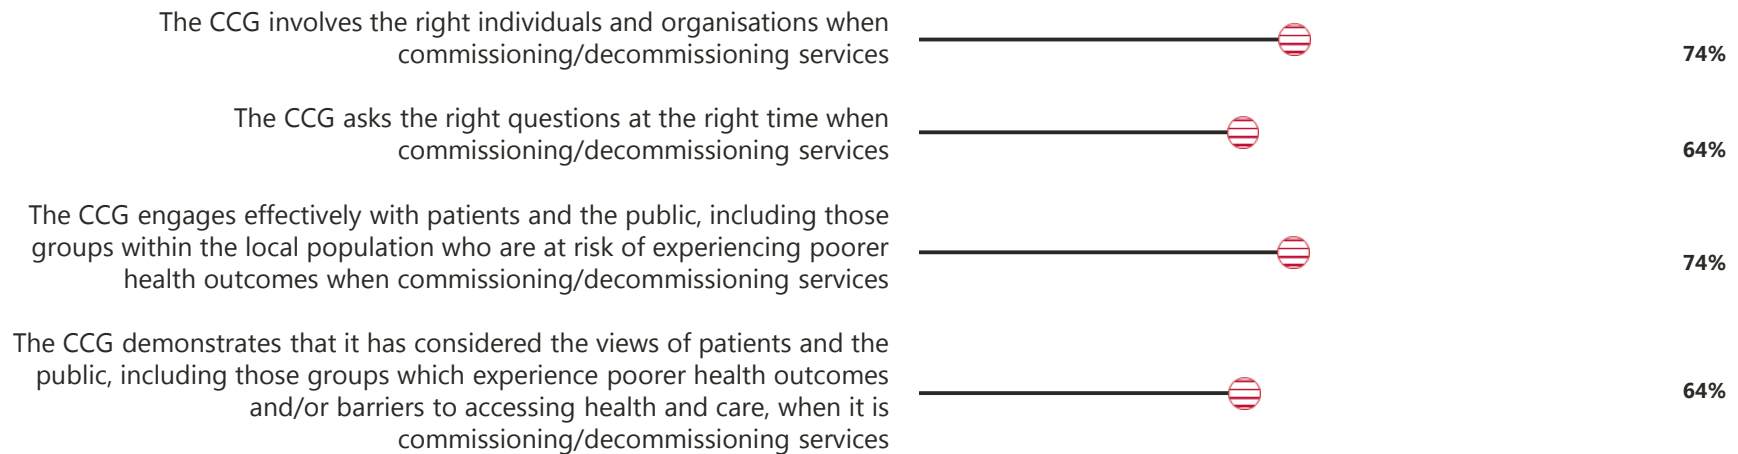 The CCG involves the right individuals and organisations when
commissioning/decommissioning services
74%
The CCG asks the right questions at the right time when
commissioning/decommissioning services
64%
The CCG engages effectively with patients and the public, including those
groups within the local population who are at risk of experiencing poorer
health outcomes when commissioning/decommissioning services
74%
The CCG demonstrates that it has considered the views of patients and the
public, including those groups which experience poorer health outcomes
and/or barriers to accessing health and care, when it is
commissioning/decommissioning services
64%